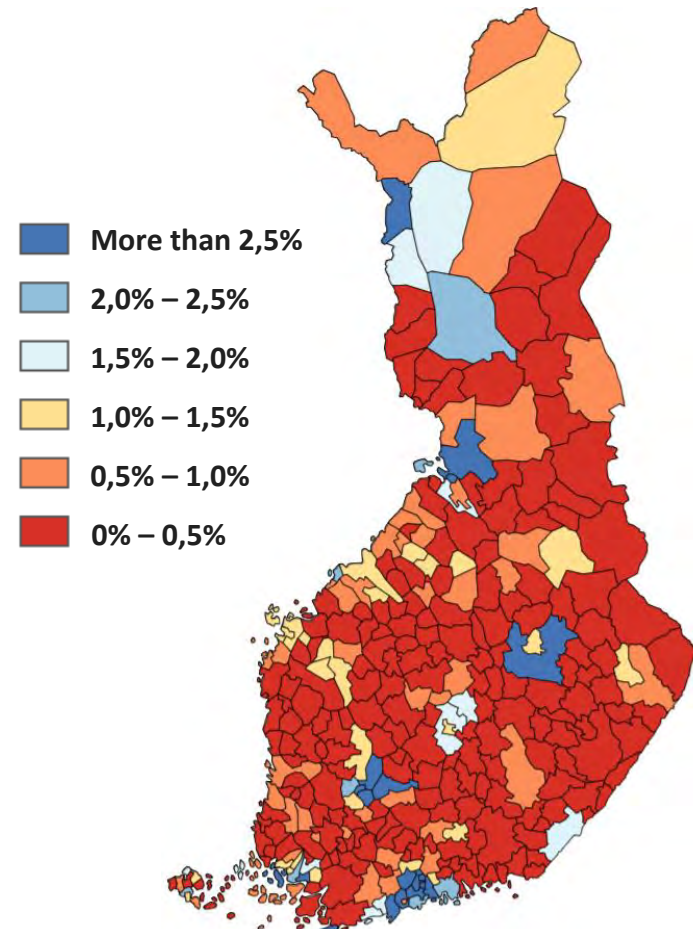 More than 2,5%
2,0% – 2,5%
1,5% – 2,0%
1,0% – 1,5%
0,5% – 1,0%
0% – 0,5%